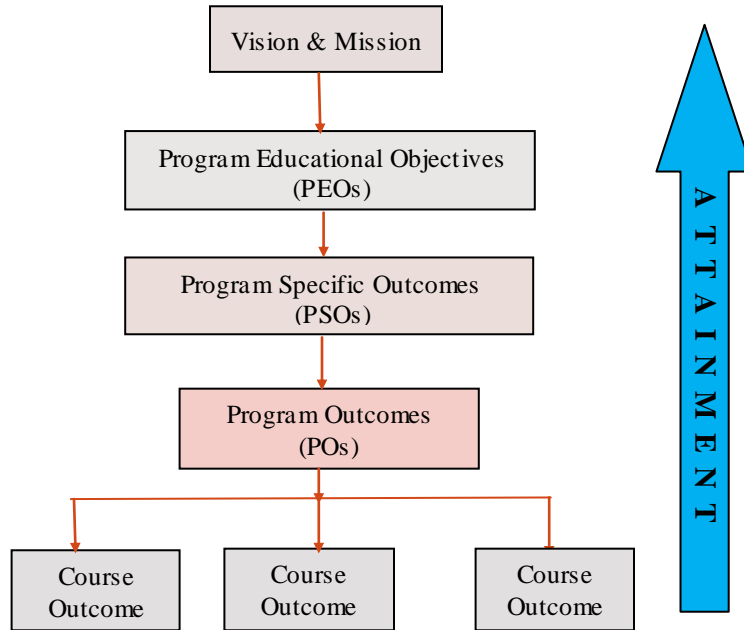 Vision & Mission
Program Educational Objectives
(PEOs)
Program Specific Outcomes
(PSOs)
Program Outcomes
(POs)
Course
Outcome
Course
Outcome
Course
Outcome
ATTAINMENT